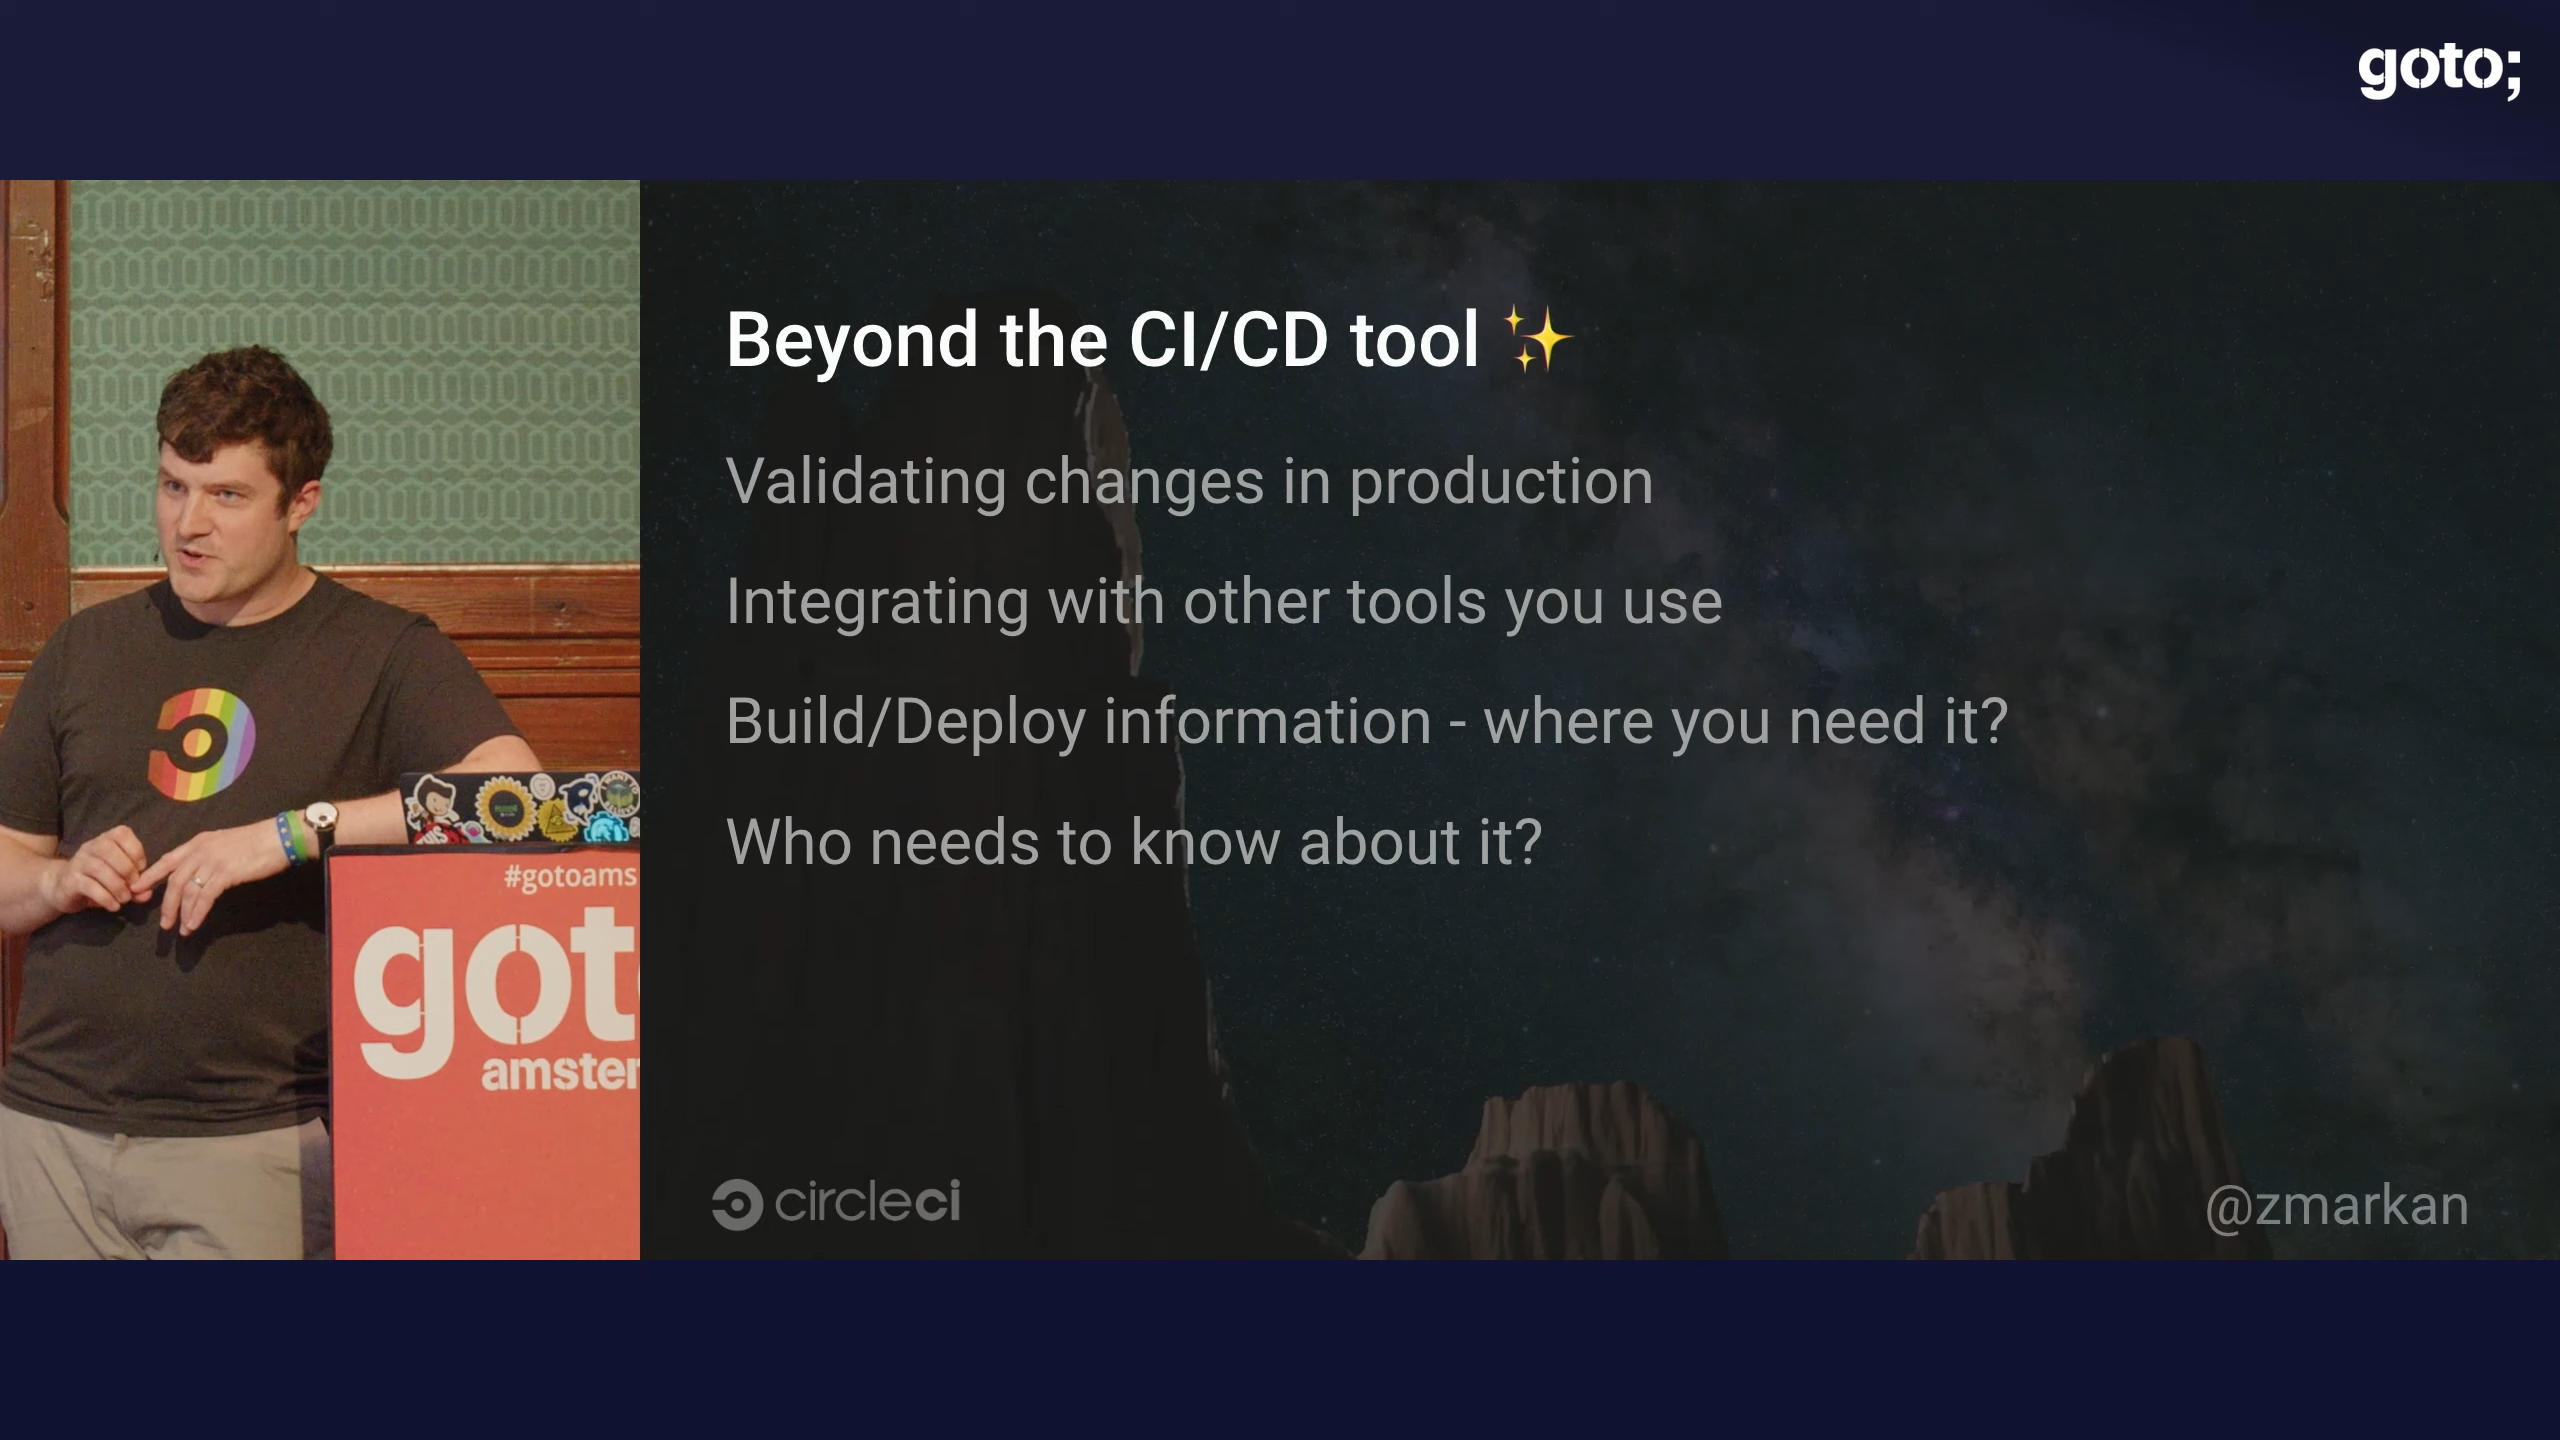 goto;
Beyond the CI/CD tool ✨
Validating changes in production
Integrating with other tools you use
Build/Deploy information - where you need it?
Who needs to know about it?
#gotoams
got
amster
circleci
@zmarkan